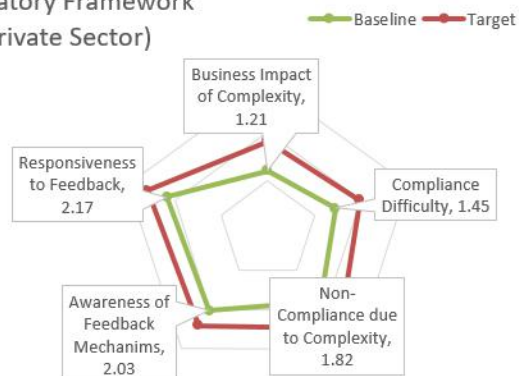 atory Framework
rivate Sector)
Baseline Target
Business Impact
of Complexity,
1.21
Responsiveness
to Feedback,
2.17
Compliance
Difficulty, 1.45
Awareness of
Feedback
Mechanims,
2.03
Non-
Compliance due
to Complexity,
1.82